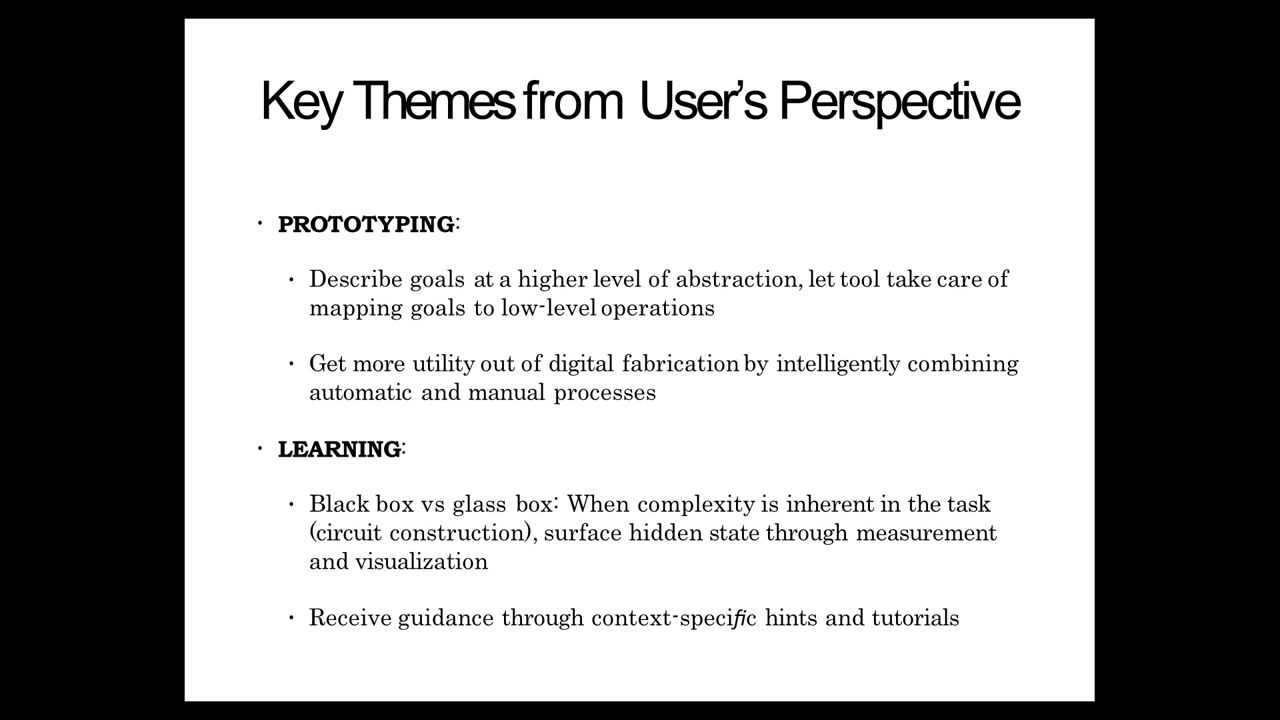 Key Themes from User’s Perspective
• PROTOTYPING:
• Describe goals at a higher level of abstraction, let tool take care of
mapping goals to low-level operations
• Get more utility out of digital fabrication by intelligently combining
automatic and manual processes
• LEARNING:
• Black box vs glass box: When complexity is inherent in the task
(circuit construction), surface hidden state through measurement
and visualization
• Receive guidance through context-specific hints and tutorials